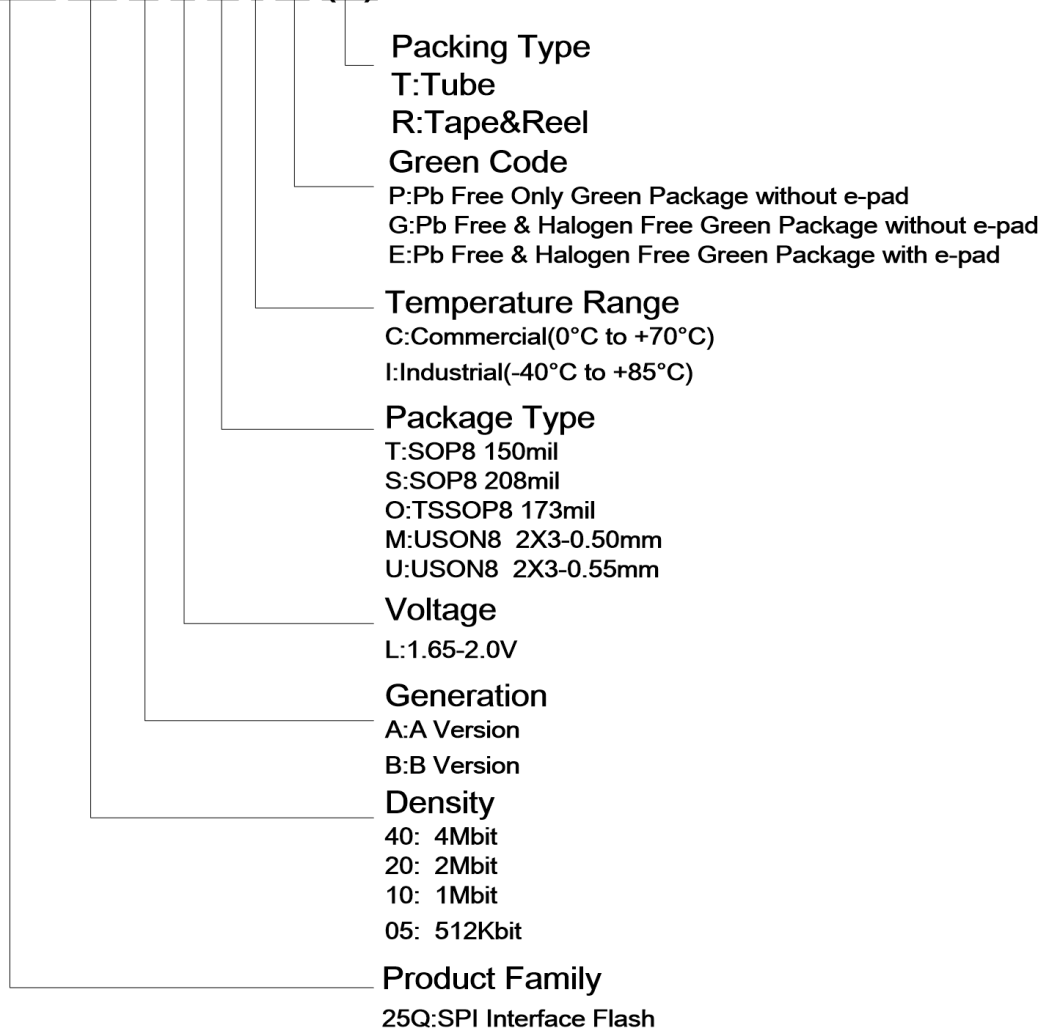 Packing Type
T:Tube
R:Tape&Reel
Green Code
P:Pb Free Only Green Package without e-pad
G:Pb Free & Halogen Free Green Package without e-pad
E:Pb Free & Halogen Free Green Package with e-pad
Temperature Range
C:Commercial(0°C to +70°C)
I:Industrial(-40°C to +85°C)
Package Type
T:SOP8 150mil
S:SOP8 208mil
O:TSSOP8 173mil
M:USON8  2X3-0.50mm
U:USON8  2X3-0.55mm
Voltage
L:1.65-2.0V
Generation
A:A Version
B:B Version
Density
40:  4Mbit
20:  2Mbit
10:  1Mbit
05:  512Kbit
Product Family
25Q:SPI Interface Flash